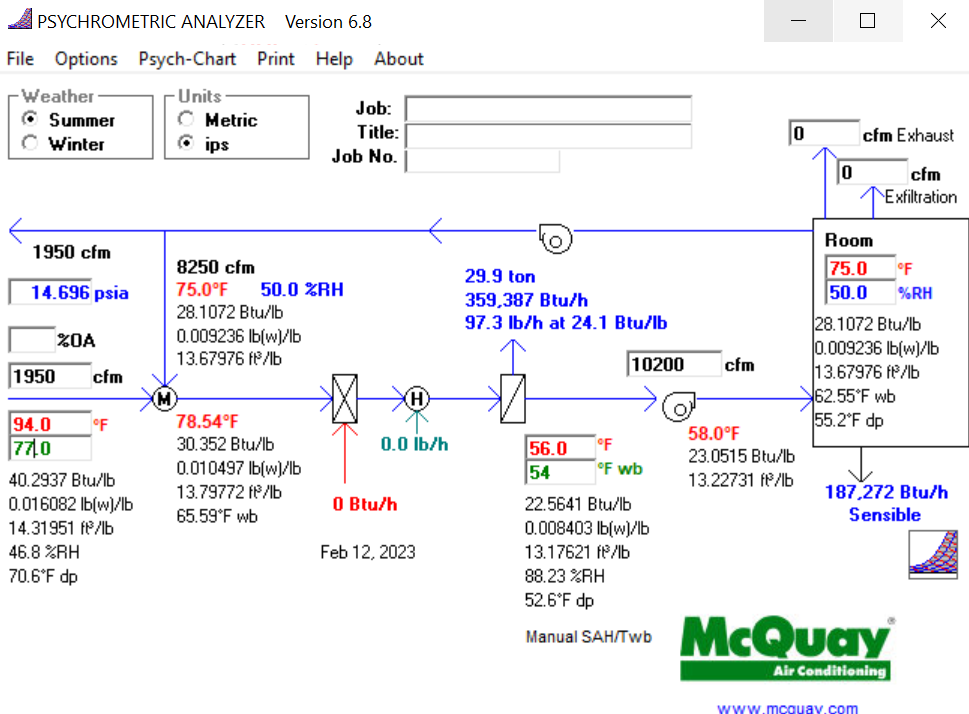 PSYCHROMETRIC ANALYZER Version 6.8
File Options Psych-Chart Print Help About
Weather
Summer
Winter
Units
Metric
ips
Job:
Title:
Job No.
0 cfm Exhaust
0 cfm
Exfiltration
1950 cfm
14.696 psia
%OA
1950 cfm
94.0 °F
77.0
40.2937 Btu/lb
0.016082 lb(w)/lb
14.31951 ft³/lb
46.8 %RH
70.6°F dp
8250 cfm
75.0°F 50.0 %RH
28.1072 Btu/lb
0.009236 lb(w)/lb
13.67976 ft³/lb
M
78.54°F
30.352 Btu/lb
0.010497 lb(w)/lb
13.79772 ft³/lb
65.59°F wb
0 Btu/h
Feb 12, 2023
H
0.0 lb/h
29.9 ton
359,387 Btu/h
97.3 lb/h at 24.1 Btu/lb
56.0 °F
54 °F wb
22.5641 Btu/lb
0.008403 lb(w)/lb
13.17621 ft³/lb
88.23 %RH
52.6°F dp
Manual SAH/Twb
10200 cfm
58.0°F
23.0515 Btu/lb
13.22731 ft³/lb
Room
75.0 °F
50.0 %RH
28.1072 Btu/lb
0.009236 lb(w)/lb
13.67976 ft³/lb
62.55°F wb
55.2°F dp
187,272 Btu/h
Sensible
McQuay®
Air Conditioning
www.mcquay.com